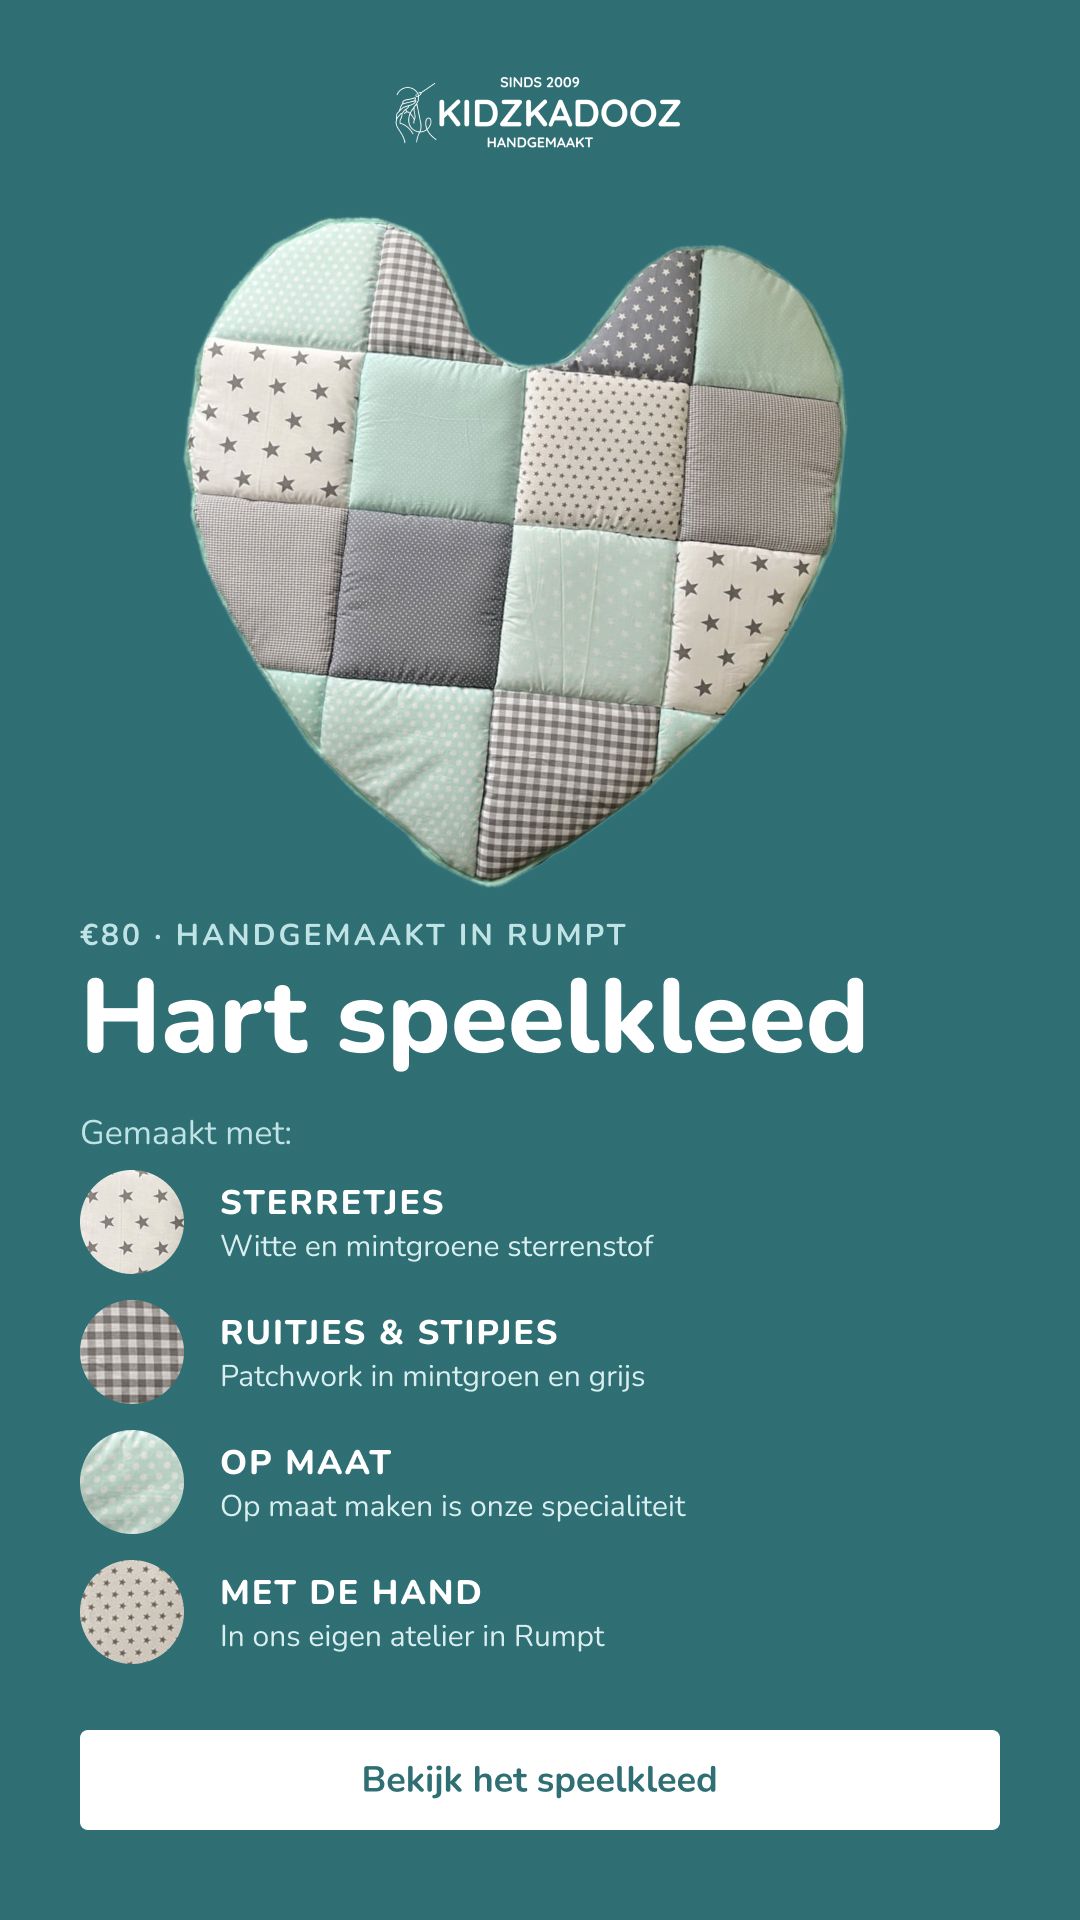 SINDS 2009
KIDZKADOOZ
HANDGEMAAKT
€80 · HANDGEMAAKT IN RUMPT
Hart speelkleed
Gemaakt met:
STERRETJES
Witte en mintgroene sterrenstof
RUITJES & STIPJES
Patchwork in mintgroen en grijs
OP MAAT
Op maat maken is onze specialiteit
MET DE HAND
In ons eigen atelier in Rumpt
Bekijk het speelkleed